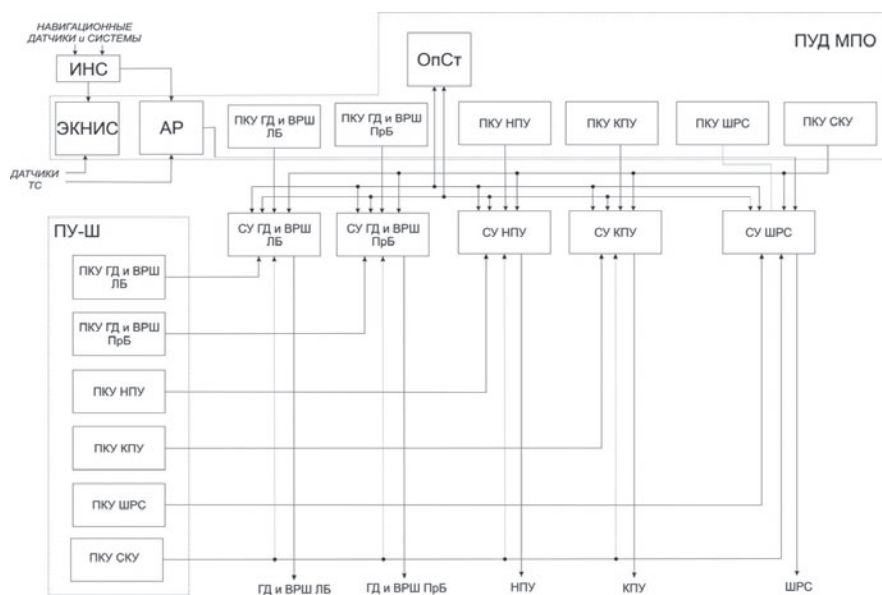 НАВИГАЦИОННЫЕ
ДАТЧИКИ и СИСТЕМЫ
ПУД МПО
ОпСт
ИНС
ЭКНИС
АР
ПКУ ГД и ВРШ
ЛБ
ПКУ ГД и ВРШ
ПрБ
ПКУ НПУ
ПКУ КПУ
ПКУ ШРС
ПКУ СКУ
ДАТЧИКИ
ТС
ПУ-Ш
СУ ГД и ВРШ
ЛБ
СУ ГД и ВРШ
ПрБ
СУ НПУ
СУ КПУ
СУ ШРС
ПКУ ГД и ВРШ
ЛБ
ПКУ ГД и ВРШ
ПрБ
ПКУ НПУ
ПКУ КПУ
ПКУ ШРС
ПКУ СКУ
ГД и ВРШ ЛБ
ГД и ВРШ ПрБ
НПУ
КПУ
ШРС